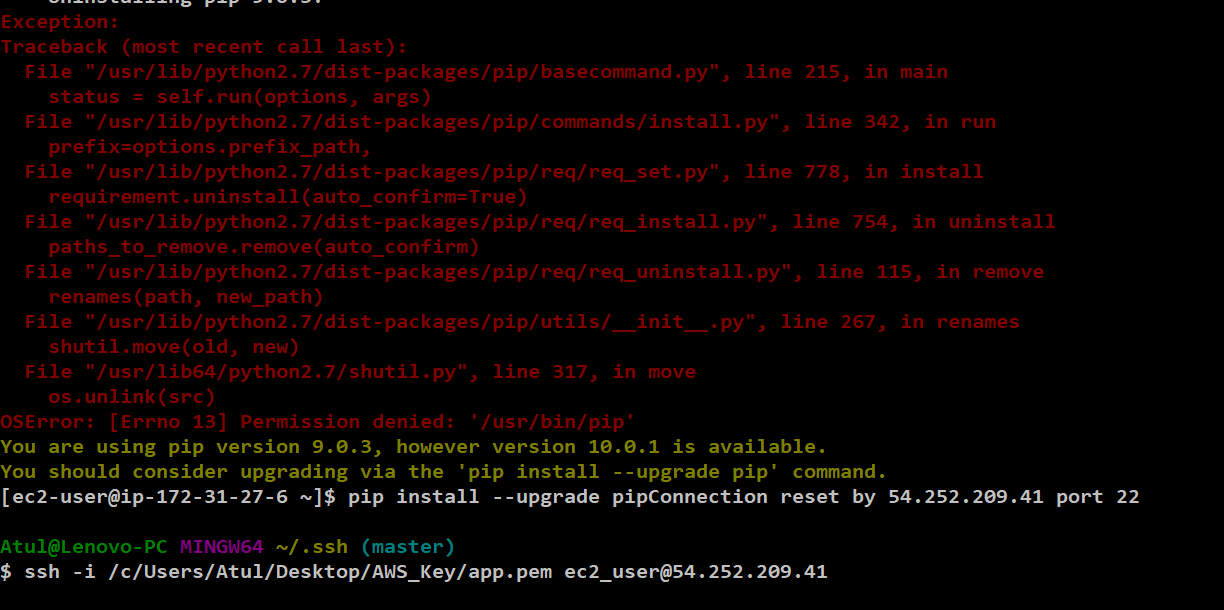 Uninstalling pip-9.0.3:
Exception:
Traceback (most recent call last):
  File "/usr/lib/python2.7/dist-packages/pip/basecommand.py", line 215, in main
    status = self.run(options, args)
  File "/usr/lib/python2.7/dist-packages/pip/commands/install.py", line 342, in run
    prefix=options.prefix_path,
  File "/usr/lib/python2.7/dist-packages/pip/req/req_set.py", line 778, in install
    requirement.uninstall(auto_confirm=True)
  File "/usr/lib/python2.7/dist-packages/pip/req/req_install.py", line 754, in uninstall
    paths_to_remove.remove(auto_confirm)
  File "/usr/lib/python2.7/dist-packages/pip/req/req_uninstall.py", line 115, in remove
    renames(path, new_path)
  File "/usr/lib/python2.7/dist-packages/pip/utils/__init__.py", line 267, in renames
    shutil.move(old, new)
  File "/usr/lib64/python2.7/shutil.py", line 317, in move
    os.unlink(src)
OSError: [Errno 13] Permission denied: '/usr/bin/pip'
You are using pip version 9.0.3, however version 10.0.1 is available.
You should consider upgrading via the 'pip install --upgrade pip' command.
[ec2-user@ip-172-31-27-6 ~]$ pip install --upgrade pipConnection reset by 54.252.209.41 port 22
Atul@Lenovo-PC MINGW64 ~/.ssh (master)
$ ssh -i /c/Users/Atul/Desktop/AWS_Key/app.pem ec2_user@54.252.209.41